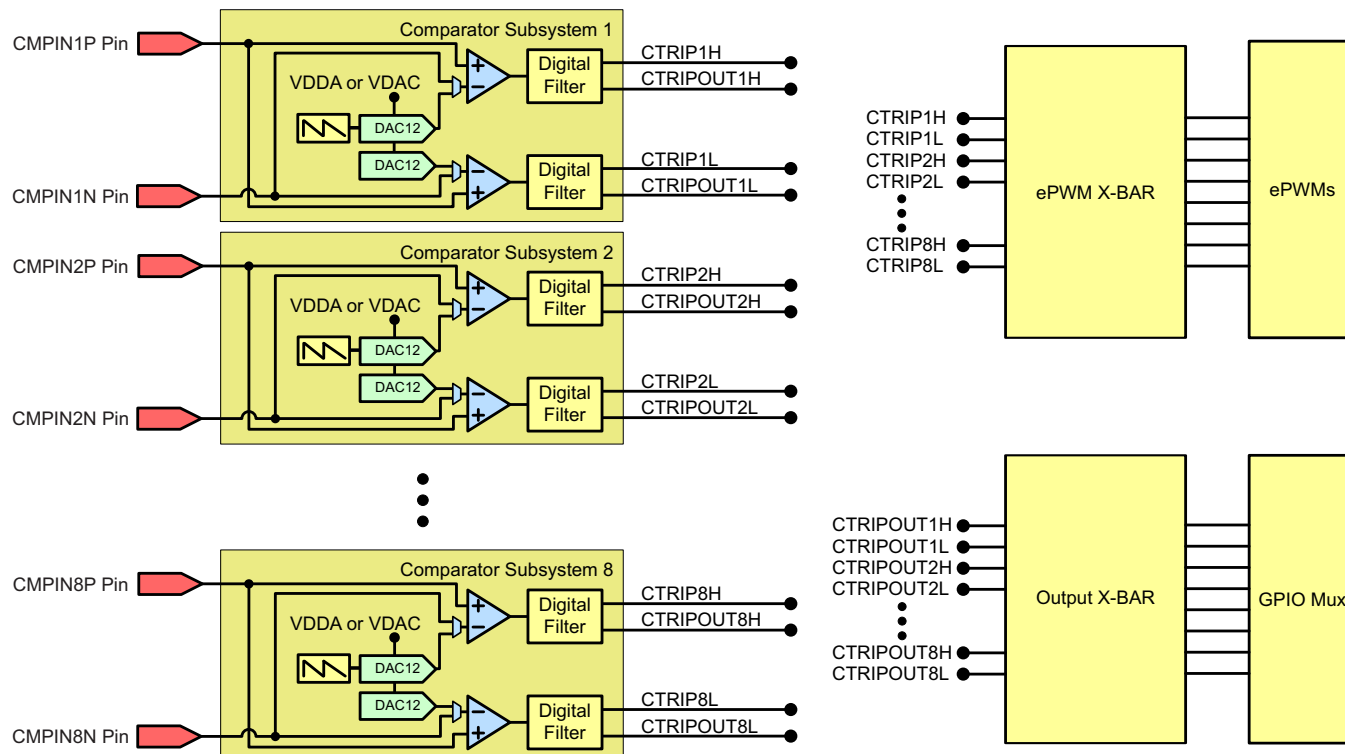 Comparator Subsystem 1
CMPIN1P Pin
VDDA or VDAC
DAC12
DAC12
+
−
−
+
Digital
Filter
Digital
Filter
CTRIP1H
CTRIPOUT1H
CTRIP1L
CTRIPOUT1L
CMPIN1N Pin
Comparator Subsystem 2
CMPIN2P Pin
VDDA or VDAC
DAC12
DAC12
+
−
−
+
Digital
Filter
Digital
Filter
CTRIP2H
CTRIPOUT2H
CTRIP2L
CTRIPOUT2L
CMPIN2N Pin
Comparator Subsystem 8
CMPIN8P Pin
VDDA or VDAC
DAC12
DAC12
+
−
−
+
Digital
Filter
Digital
Filter
CTRIP8H
CTRIPOUT8H
CTRIP8L
CTRIPOUT8L
CMPIN8N Pin
CTRIP1H
CTRIP1L
CTRIP2H
CTRIP2L
CTRIP8H
CTRIP8L
ePWM X-BAR
ePWMs
CTRIPOUT1H
CTRIPOUT1L
CTRIPOUT2H
CTRIPOUT2L
CTRIPOUT8H
CTRIPOUT8L
Output X-BAR
GPIO Mux